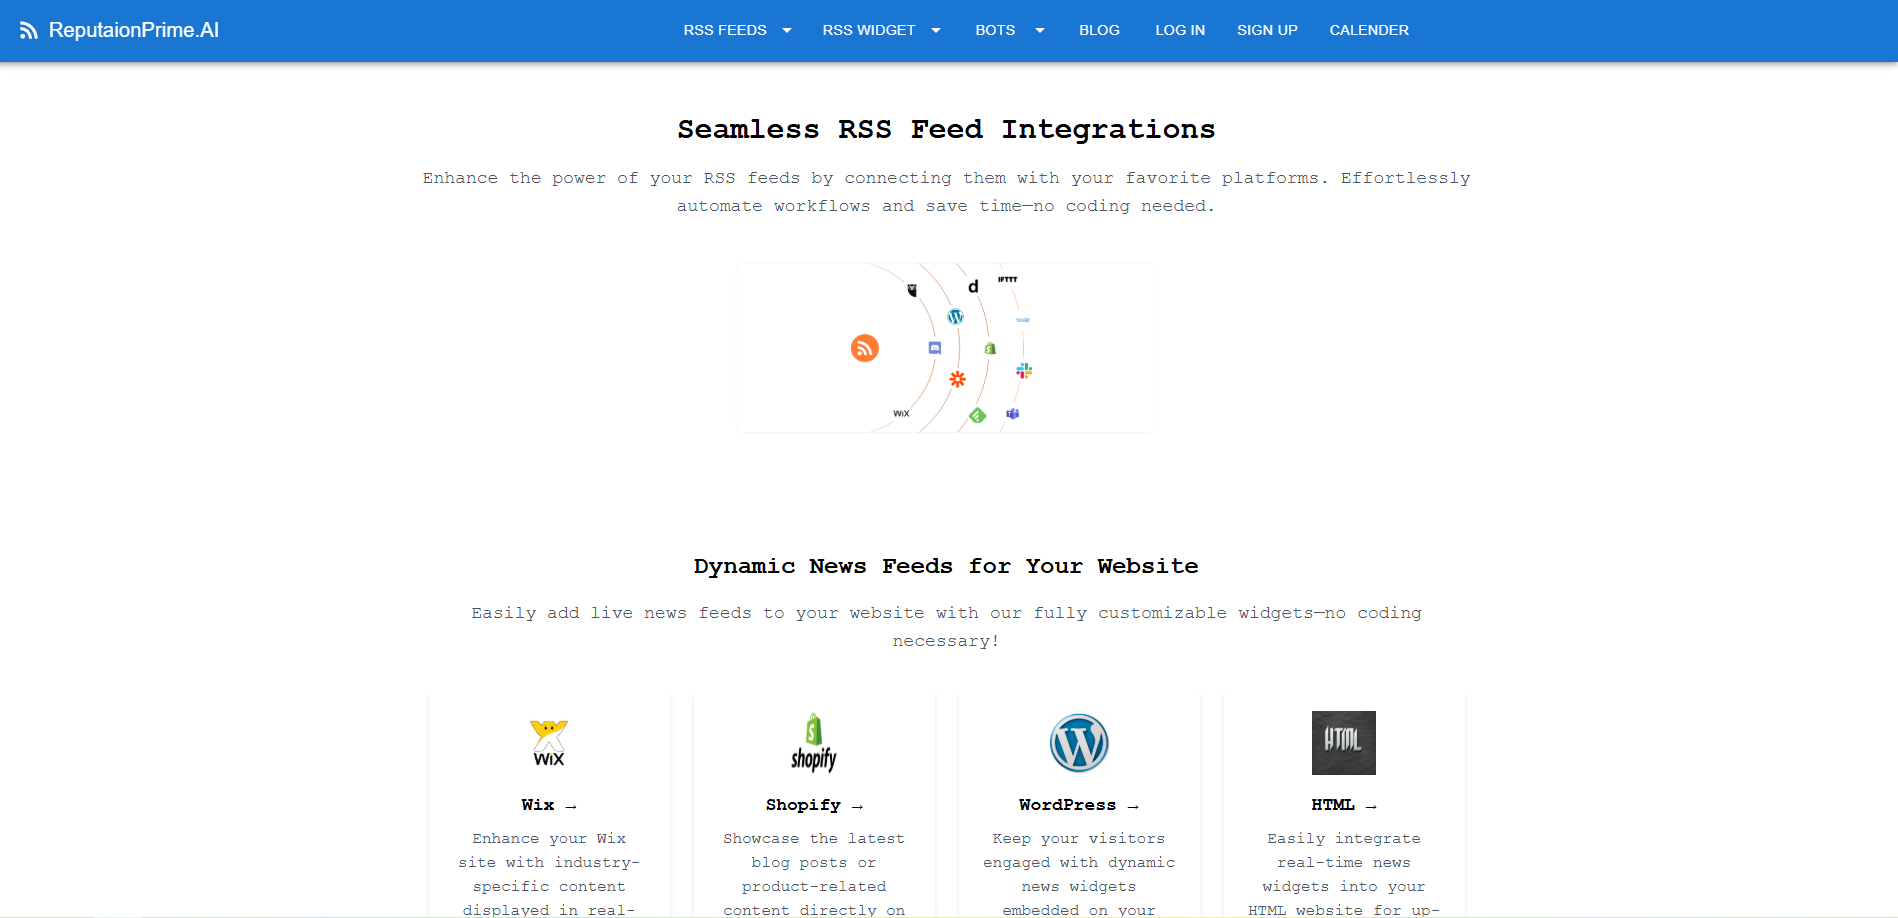 ReputaionPrime.AI
RSS FEEDS
RSS WIDGET
BOTS
BLOG
LOG IN
SIGN UP
CALENDER
Seamless RSS Feed Integrations
Enhance the power of your RSS feeds by connecting them with your favorite platforms. Effortlessly
automate workflows and save time—no coding needed.
d
IFTTT
WiX
Dynamic News Feeds for Your Website
Easily add live news feeds to your website with our fully customizable widgets—no coding
necessary!
WiX
shopify
HTML
Wix →
Shopify →
WordPress →
HTML →
Enhance your Wix
site with industry-
specific content
displayed in real-
Showcase the latest
blog posts or
product-related
content directly on
Keep your visitors
engaged with dynamic
news widgets
embedded on your
Easily integrate
real-time news
widgets into your
HTML website for up-